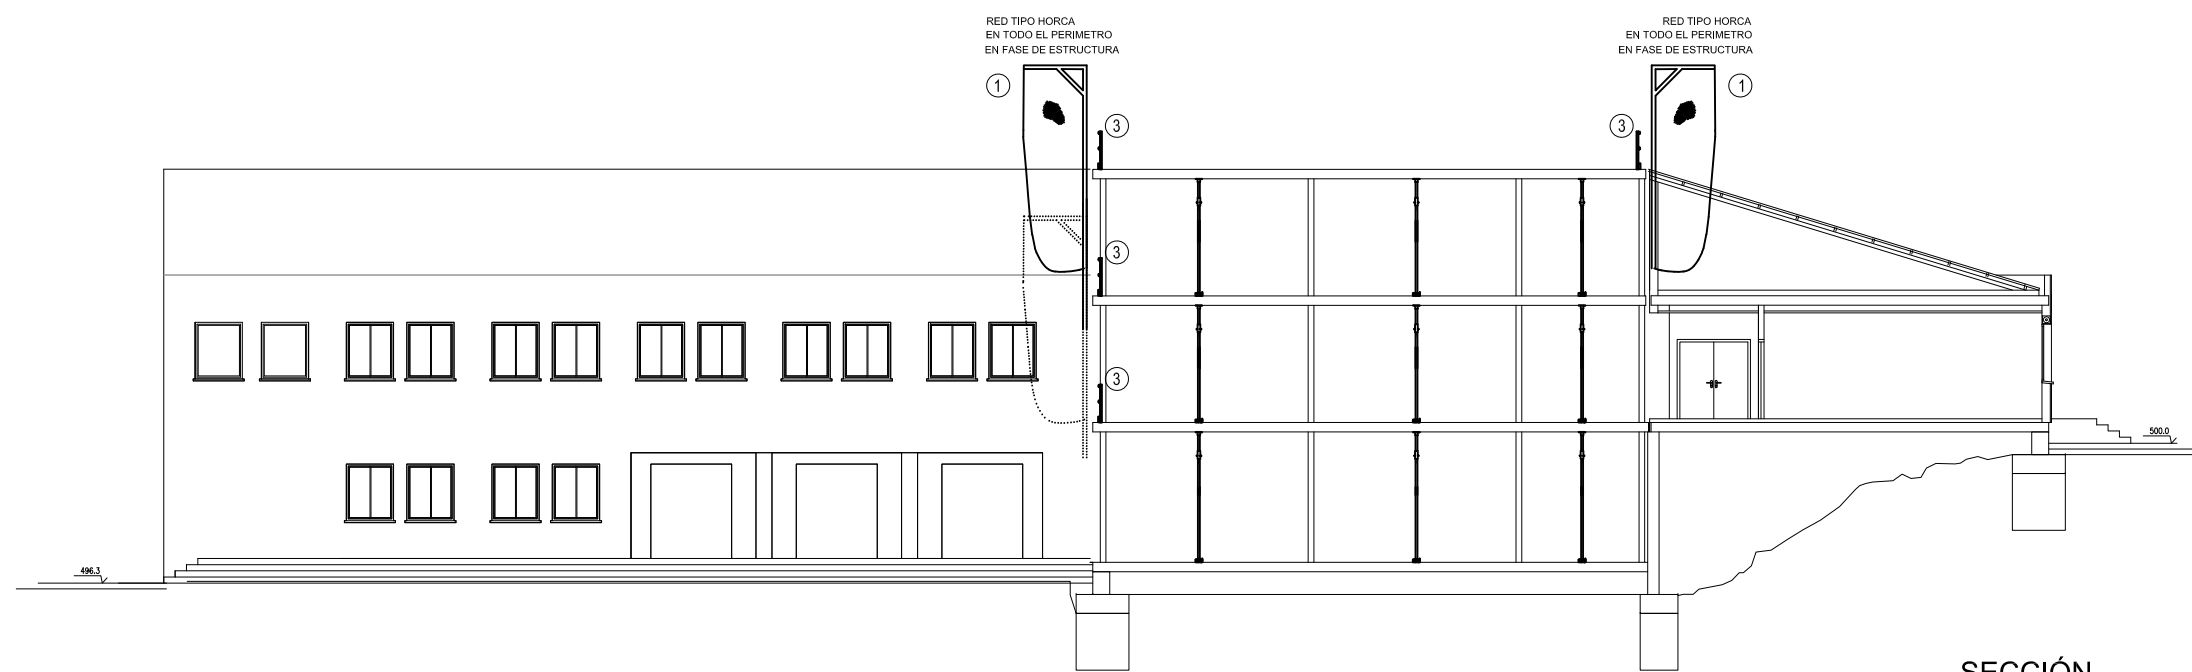 RED TIPO HORCA
EN TODO EL PERIMETRO
EN FASE DE ESTRUCTURA
1
RED TIPO HORCA
EN TODO EL PERIMETRO
EN FASE DE ESTRUCTURA
1
3
3
3
3
500.0
496.3
SECCIÓN